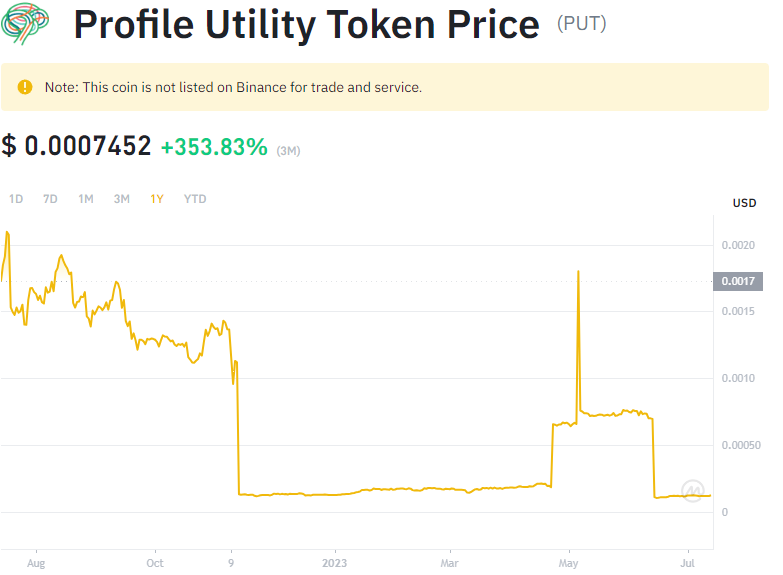 Profile Utility Token Price (PUT)
Note: This coin is not listed on Binance for trade and service.
$ 0.0007452 +353.83% (3M)
1D 7D 1M 3M 1Y YTD
USD
0.0020
0.0017
0.0015
0.0010
0.00050
0
Aug Oct 9 2023 Mar May Jul